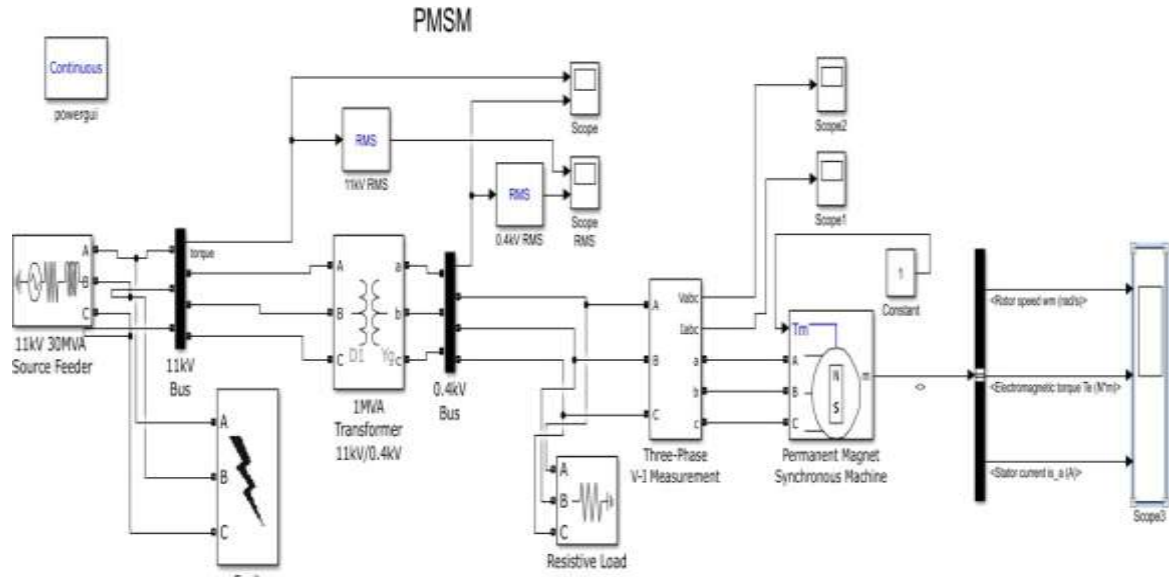 PMSM
Continuous
powergui
RMS
11kV RMS
Scope
RMS
0.4kV RMS
Scope
RMS
Scope2
Scope1
A
B
C
11kV 30MVA
Source Feeder
torque
11kV
Bus
A
B
C
a
b
c
D1
Yg
1MVA
Transformer
11kV/0.4kV
0.4kV
Bus
A
B
C
A
B
C
Resistive Load
A
B
C
Vabc
Iabc
a
b
c
Three-Phase
V-I Measurement
1
Constant
Tm
A
B
C
N
S
m
Permanent Magnet
Synchronous Machine
<>
<Rotor speed wm (rad/s)>
<Electromagnetic torque Te (N*m)>
<Stator current is_a (A)>
Scope3